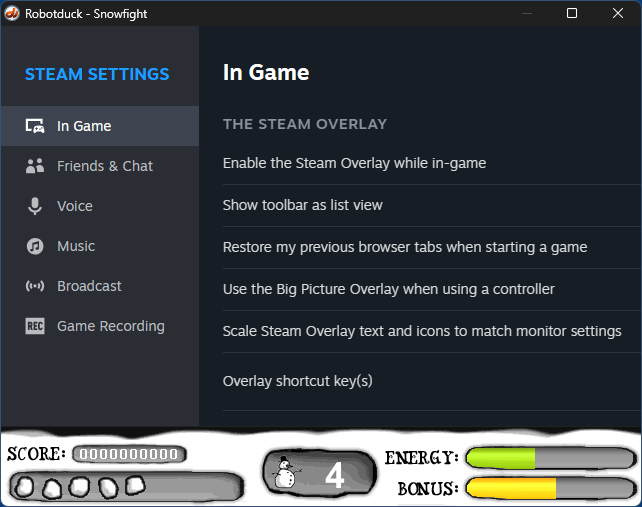 Robotduck - Snowfight
STEAM SETTINGS
In Game
Friends & Chat
Voice
Music
Broadcast
REC Game Recording
In Game
THE STEAM OVERLAY
Enable the Steam Overlay while in-game
Show toolbar as list view
Restore my previous browser tabs when starting a game
Use the Big Picture Overlay when using a controller
Scale Steam Overlay text and icons to match monitor settings
Overlay shortcut key(s)
SCORE: 0000000000
4
ENERGY:
BONUS: